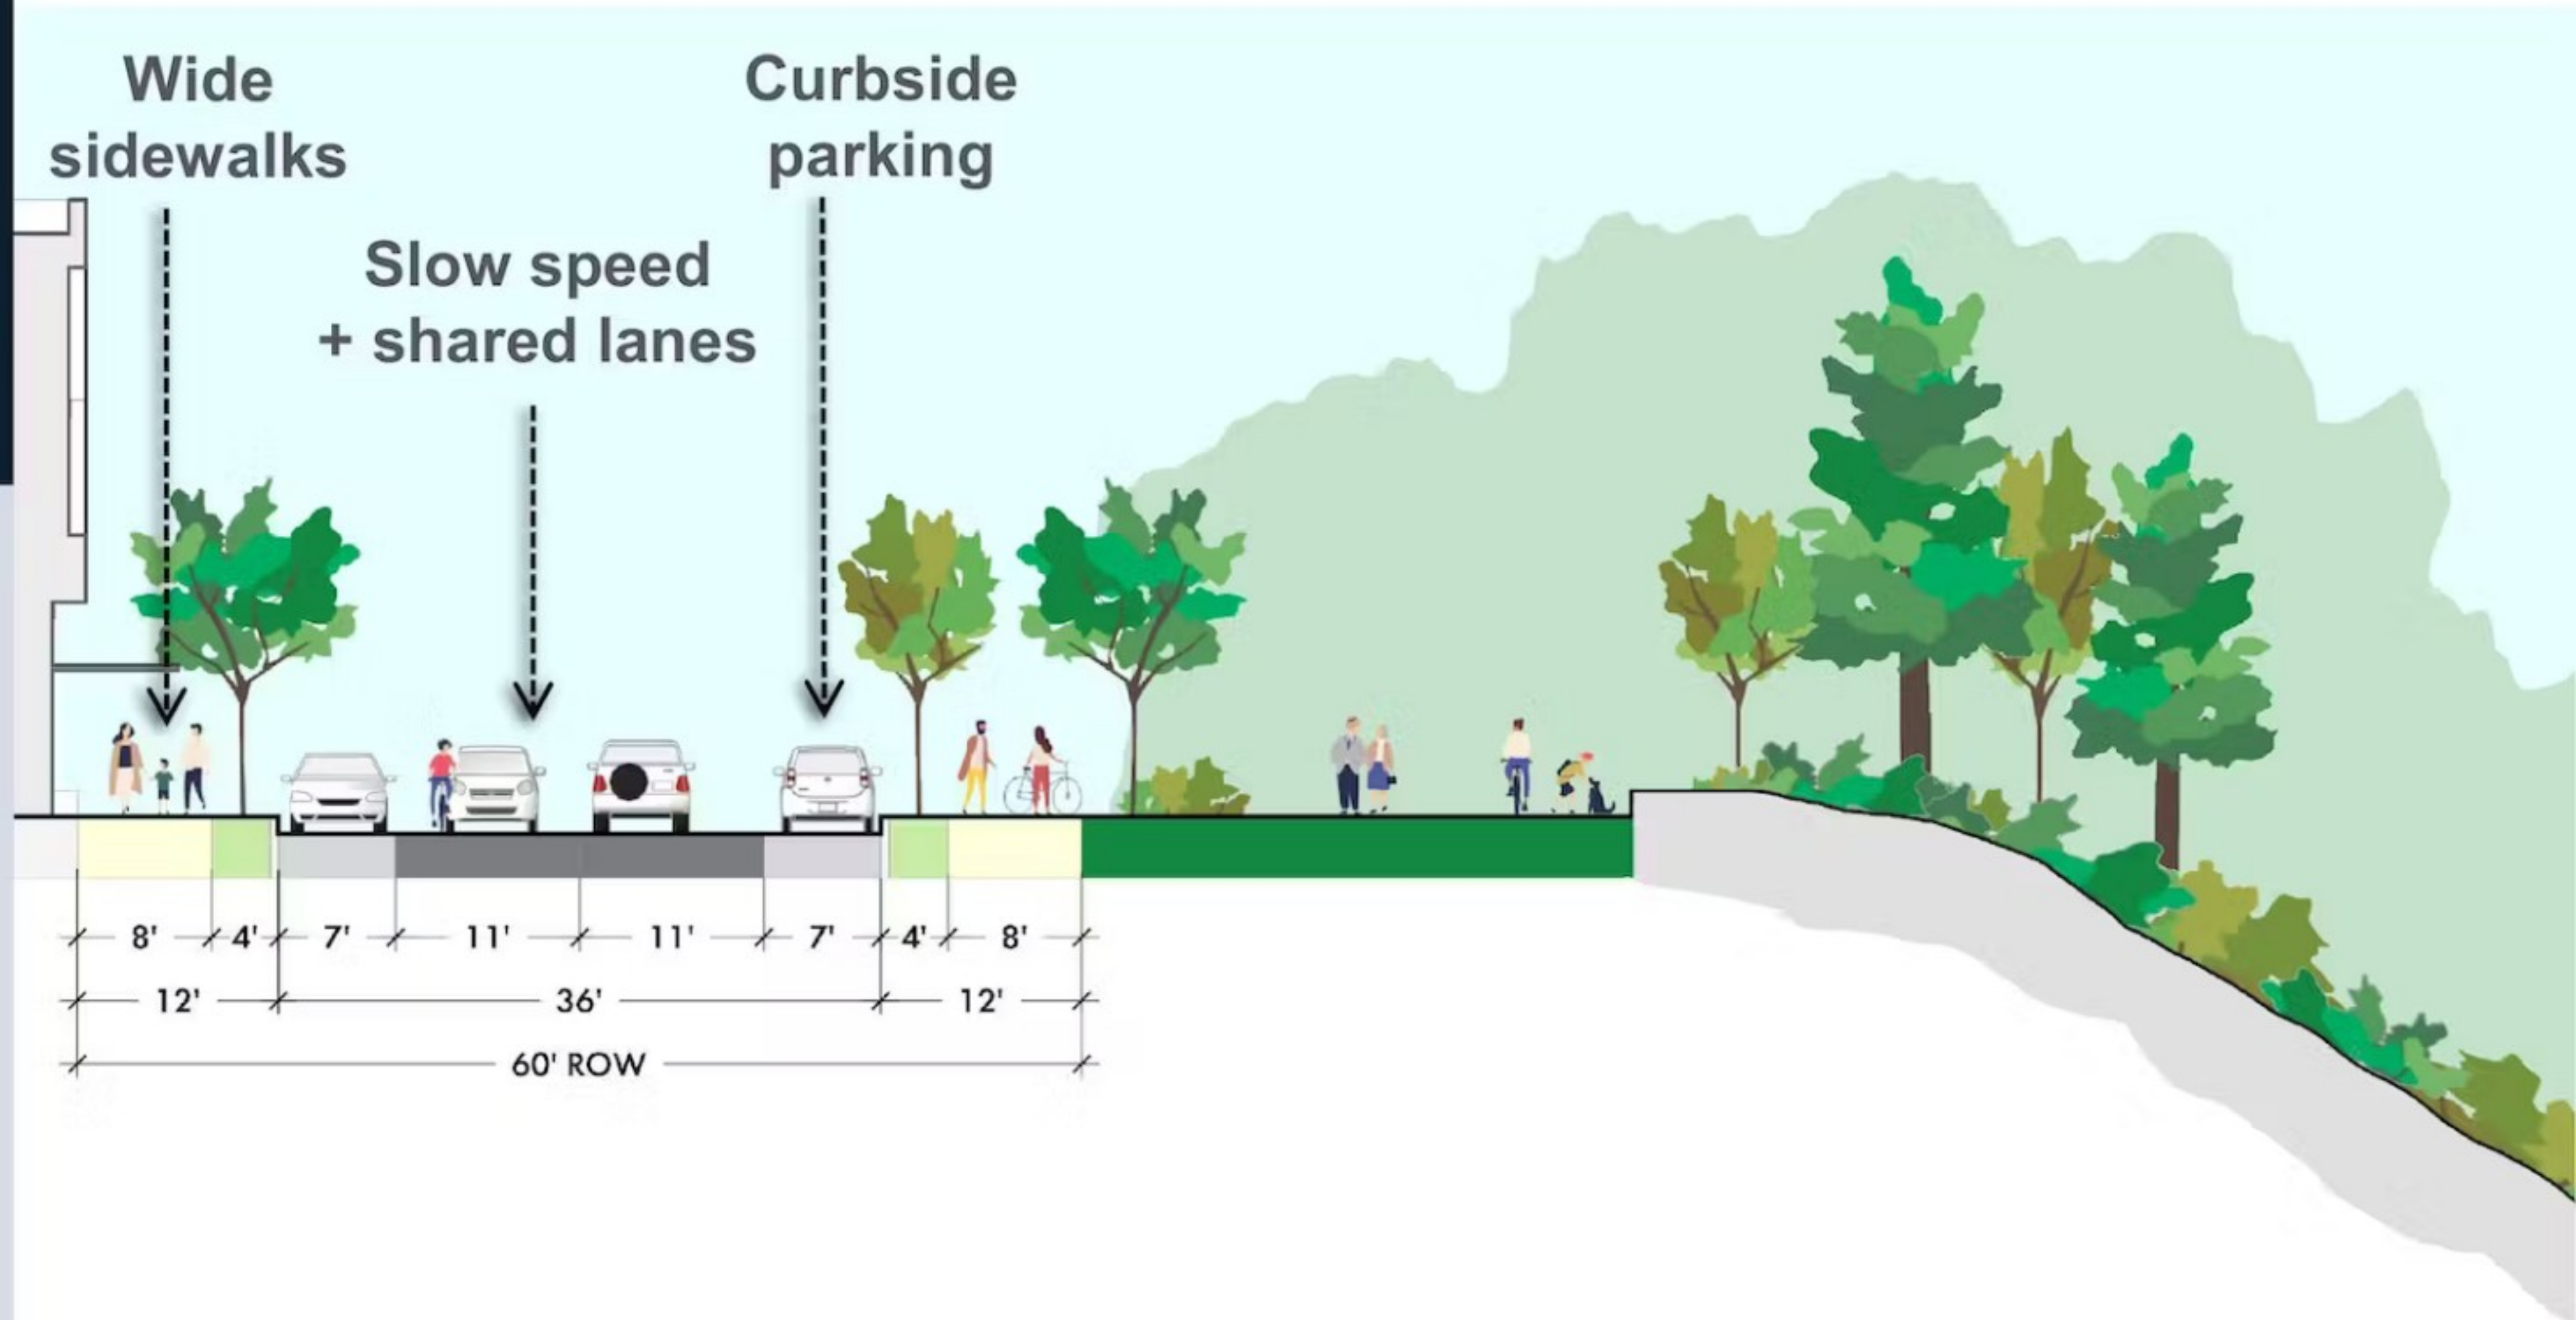 Wide
sidewalks
Curbside
parking
Slow speed
+ shared lanes
8' 4' 7' 11' 11' 7' 4' 8'
12' 36' 12'
60' ROW